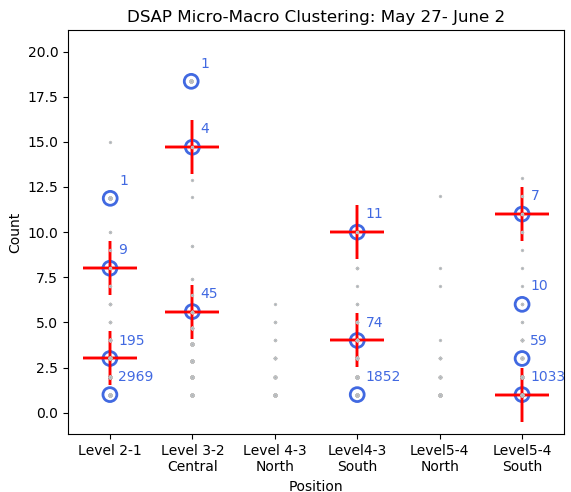 DSAP Micro-Macro Clustering: May 27- June 2
20.0
17.5
15.0
12.5
10.0
7.5
5.0
2.5
0.0
Count
1
9
195
2969
1
4
45
11
74
1852
7
10
59
1033
Level 2-1
Level 3-2
Central
Level 4-3
North
Level4-3
South
Level5-4
North
Level5-4
South
Position